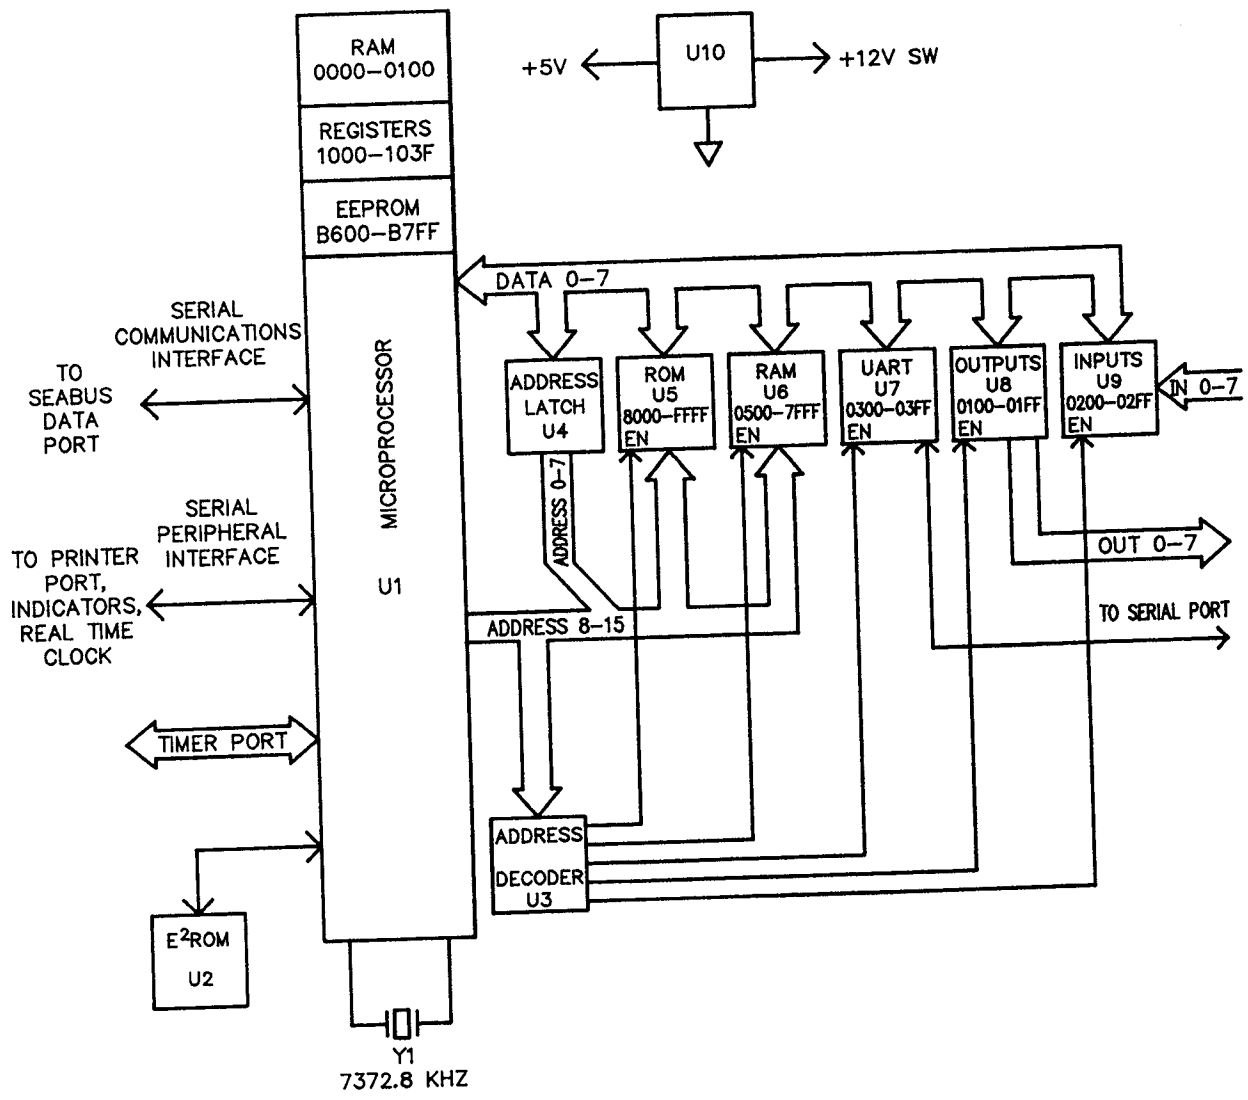 RAM
0000-0100
REGISTERS
1000-103F
EEPROM
B600-B7FF
MICROPROCESSOR
U1
+5V
U10
+12V SW
DATA 0-7
SERIAL
COMMUNICATIONS
INTERFACE
TO
SEABUS
DATA
PORT
SERIAL
PERIPHERAL
INTERFACE
TO PRINTER
PORT,
INDICATORS,
REAL TIME
CLOCK
TIMER PORT
E²ROM
U2
Y1
7372.8 KHZ
ADDRESS
LATCH
U4
ROM
U5
8000-FFFF
EN
RAM
U6
0500-7FFF
EN
UART
U7
0300-03FF
EN
OUTPUTS
U8
0100-01FF
EN
INPUTS
U9
0200-02FF
EN
IN 0-7
ADDRESS 0-7
OUT 0-7
ADDRESS 8-15
TO SERIAL PORT
ADDRESS
DECODER
U3